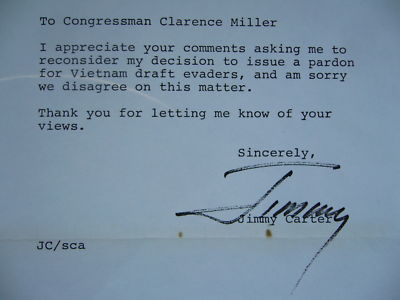 To Congressman Clarence Miller
I appreciate your comments asking me to
reconsider my decision to issue a pardon
for Vietnam draft evaders, and am sorry
we disagree on this matter.
Thank you for letting me know of your
views.
Sincerely,
Jimmy
Jimmy Carter
JC/sca